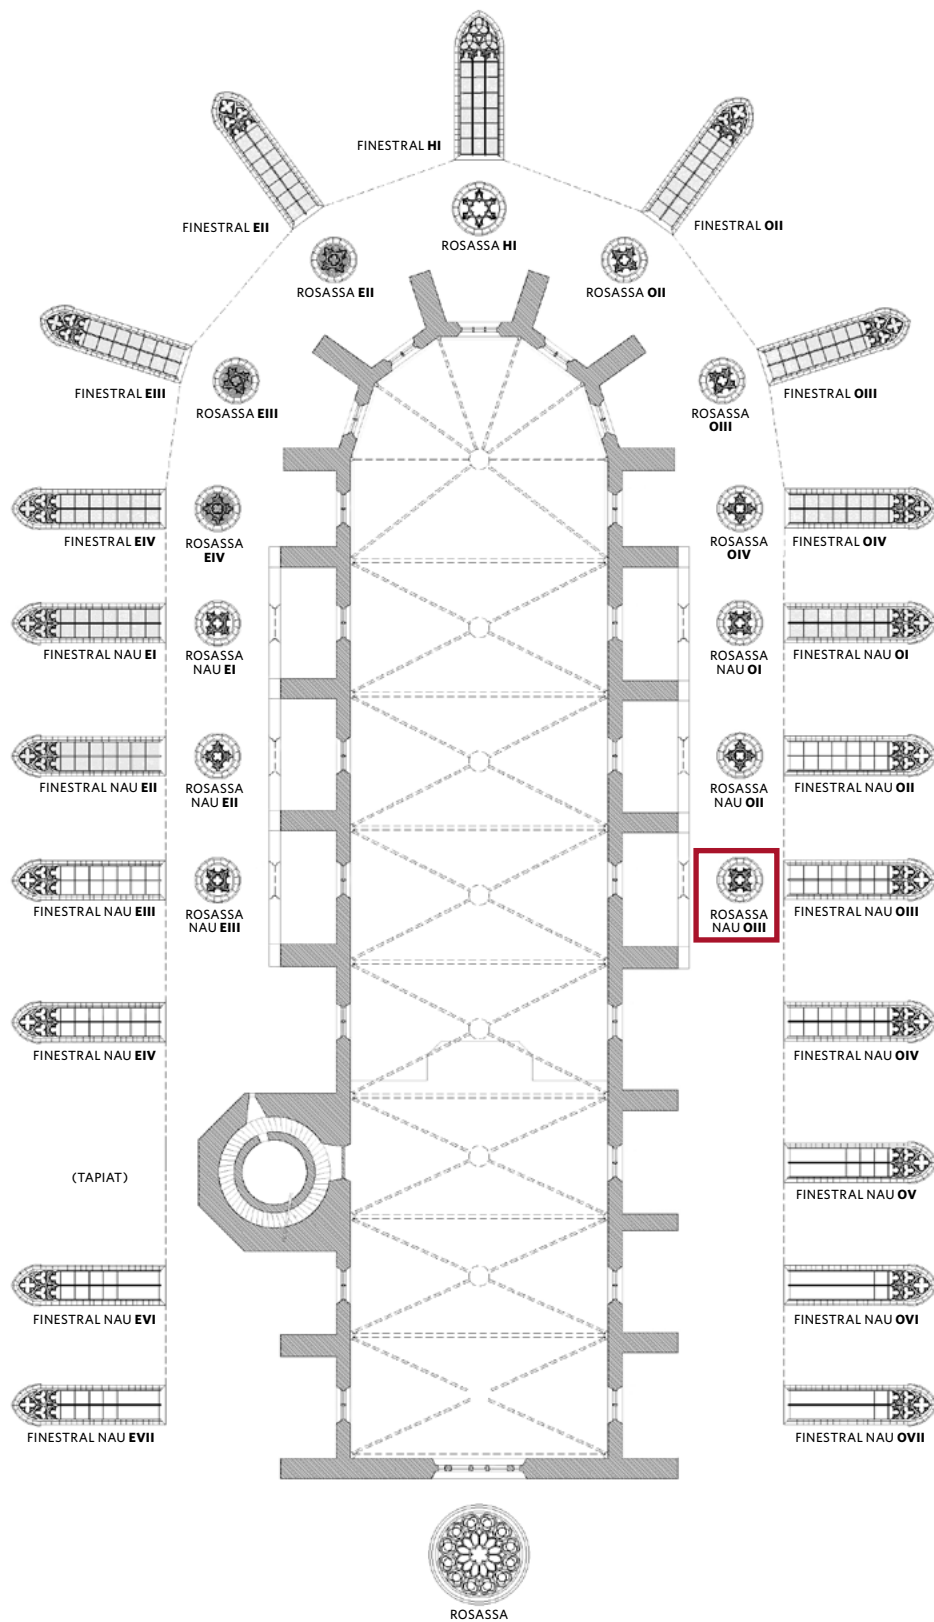 FINESTRAL HI
FINESTRAL EII
FINESTRAL OII
ROSASSA HI
ROSASSA EII
ROSASSA OII
FINESTRAL EIII
ROSASSA EIII
ROSASSA
OIII
FINESTRAL OIII
FINESTRAL EIV
ROSASSA
EIV
ROSASSA
OIV
FINESTRAL OIV
FINESTRAL NAU EI
ROSASSA
NAU EI
ROSASSA
NAU OI
FINESTRAL NAU OI
FINESTRAL NAU EII
ROSASSA
NAU EII
ROSASSA
NAU OII
FINESTRAL NAU OII
FINESTRAL NAU EIII
ROSASSA
NAU EIII
ROSASSA
NAU OIII
FINESTRAL NAU OIII
FINESTRAL NAU EIV
FINESTRAL NAU OIV
(TAPIAT)
FINESTRAL NAU OV
FINESTRAL NAU EVI
FINESTRAL NAU OVI
FINESTRAL NAU EVII
FINESTRAL NAU OVII
ROSASSA